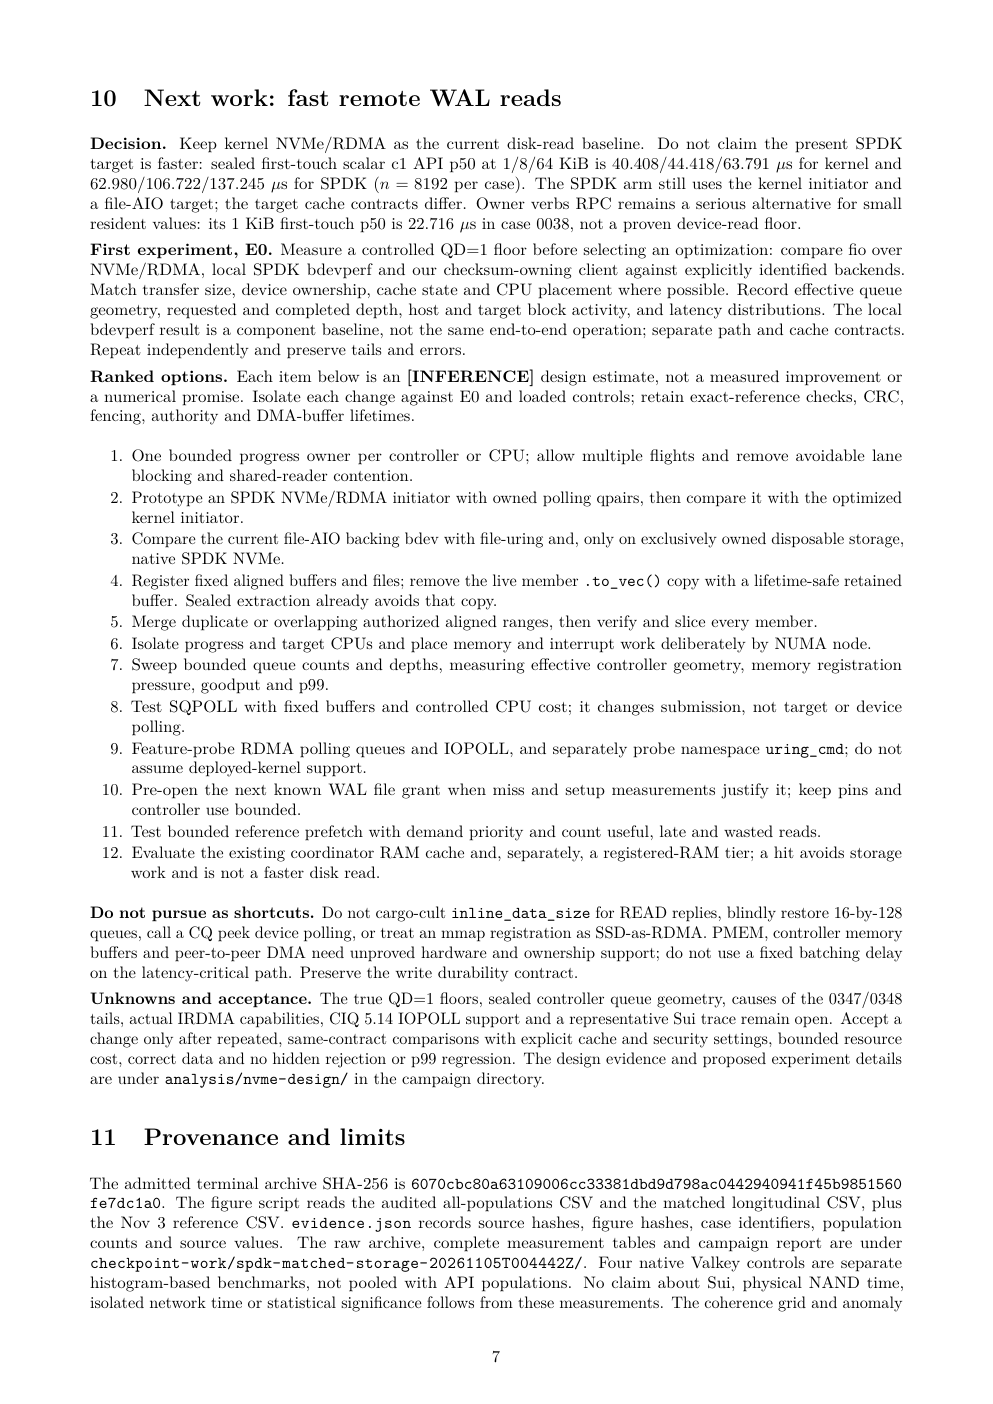 10 Next work: fast remote WAL reads
Decision. Keep kernel NVMe/RDMA as the current disk-read baseline. Do not claim the present SPDK
target is faster: sealed first-touch scalar c1 API p50 at 1/8/64 KiB is 40.408/44.418/63.791 μs for kernel and
62.980/106.722/137.245 μs for SPDK (n = 8192 per case). The SPDK arm still uses the kernel initiator and
a file-AIO target; the target cache contracts differ. Owner verbs RPC remains a serious alternative for small
resident values: its 1 KiB first-touch p50 is 22.716 μs in case 0038, not a proven device-read floor.
First experiment, E0. Measure a controlled QD=1 floor before selecting an optimization: compare fio over
NVMe/RDMA, local SPDK bdevperf and our checksum-owning client against explicitly identified backends.
Match transfer size, device ownership, cache state and CPU placement where possible. Record effective queue
geometry, requested and completed depth, host and target block activity, and latency distributions. The local
bdevperf result is a component baseline, not the same end-to-end operation; separate path and cache contracts.
Repeat independently and preserve tails and errors.
Ranked options. Each item below is an [INFERENCE] design estimate, not a measured improvement or
a numerical promise. Isolate each change against E0 and loaded controls; retain exact-reference checks, CRC,
fencing, authority and DMA-buffer lifetimes.
1. One bounded progress owner per controller or CPU; allow multiple flights and remove avoidable lane
blocking and shared-reader contention.
2. Prototype an SPDK NVMe/RDMA initiator with owned polling qpairs, then compare it with the optimized
kernel initiator.
3. Compare the current file-AIO backing bdev with file-uring and, only on exclusively owned disposable storage,
native SPDK NVMe.
4. Register fixed aligned buffers and files; remove the live member .to_vec() copy with a lifetime-safe retained
buffer. Sealed extraction already avoids that copy.
5. Merge duplicate or overlapping authorized aligned ranges, then verify and slice every member.
6. Isolate progress and target CPUs and place memory and interrupt work deliberately by NUMA node.
7. Sweep bounded queue counts and depths, measuring effective controller geometry, memory registration
pressure, goodput and p99.
8. Test SQPOLL with fixed buffers and controlled CPU cost; it changes submission, not target or device
polling.
9. Feature-probe RDMA polling queues and IOPOLL, and separately probe namespace uring_cmd; do not
assume deployed-kernel support.
10. Pre-open the next known WAL file grant when miss and setup measurements justify it; keep pins and
controller use bounded.
11. Test bounded reference prefetch with demand priority and count useful, late and wasted reads.
12. Evaluate the existing coordinator RAM cache and, separately, a registered-RAM tier; a hit avoids storage
work and is not a faster disk read.
Do not pursue as shortcuts. Do not cargo-cult inline_data_size for READ replies, blindly restore 16-by-128
queues, call a CQ peek device polling, or treat an mmap registration as SSD-as-RDMA. PMEM, controller memory
buffers and peer-to-peer DMA need unproved hardware and ownership support; do not use a fixed batching delay
on the latency-critical path. Preserve the write durability contract.
Unknowns and acceptance. The true QD=1 floors, sealed controller queue geometry, causes of the 0347/0348
tails, actual IRDMA capabilities, CIQ 5.14 IOPOLL support and a representative Sui trace remain open. Accept a
change only after repeated, same-contract comparisons with explicit cache and security settings, bounded resource
cost, correct data and no hidden rejection or p99 regression. The design evidence and proposed experiment details
are under analysis/nvme-design/ in the campaign directory.
11 Provenance and limits
The admitted terminal archive SHA-256 is 6070cbc80a63109006cc33381dbd9d798ac0442940941f45b9851560
fe7dc1a0. The figure script reads the audited all-populations CSV and the matched longitudinal CSV, plus
the Nov 3 reference CSV. evidence.json records source hashes, figure hashes, case identifiers, population
counts and source values. The raw archive, complete measurement tables and campaign report are under
checkpoint-work/spdk-matched-storage-20261105T004442Z/. Four native Valkey controls are separate
histogram-based benchmarks, not pooled with API populations. No claim about Sui, physical NAND time,
isolated network time or statistical significance follows from these measurements. The coherence grid and anomaly
7